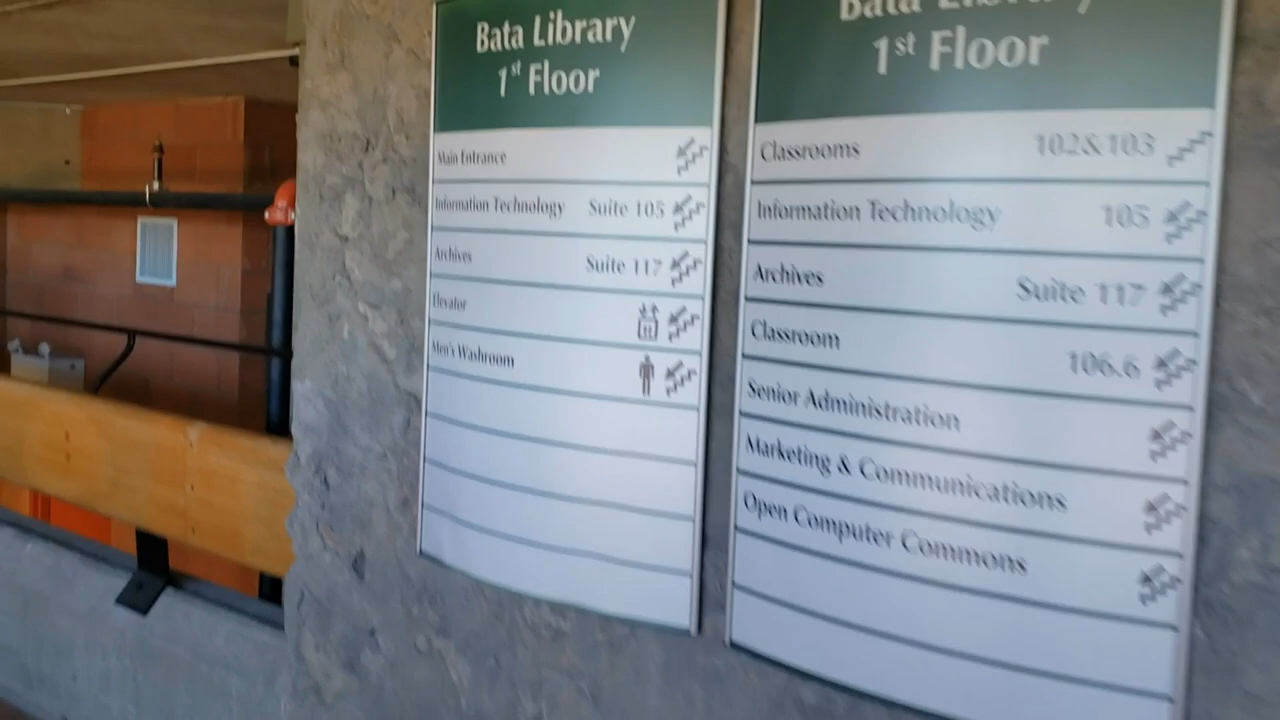 Bata Library
1st Floor
Main Entrance
Information Technology Suite 105
Archives Suite 117
Elevator
Men's Washroom
Bata Library
1st Floor
Classrooms 102&103
Information Technology 105
Archives Suite 117
Classroom 106.6
Senior Administration
Marketing & Communications
Open Computer Commons